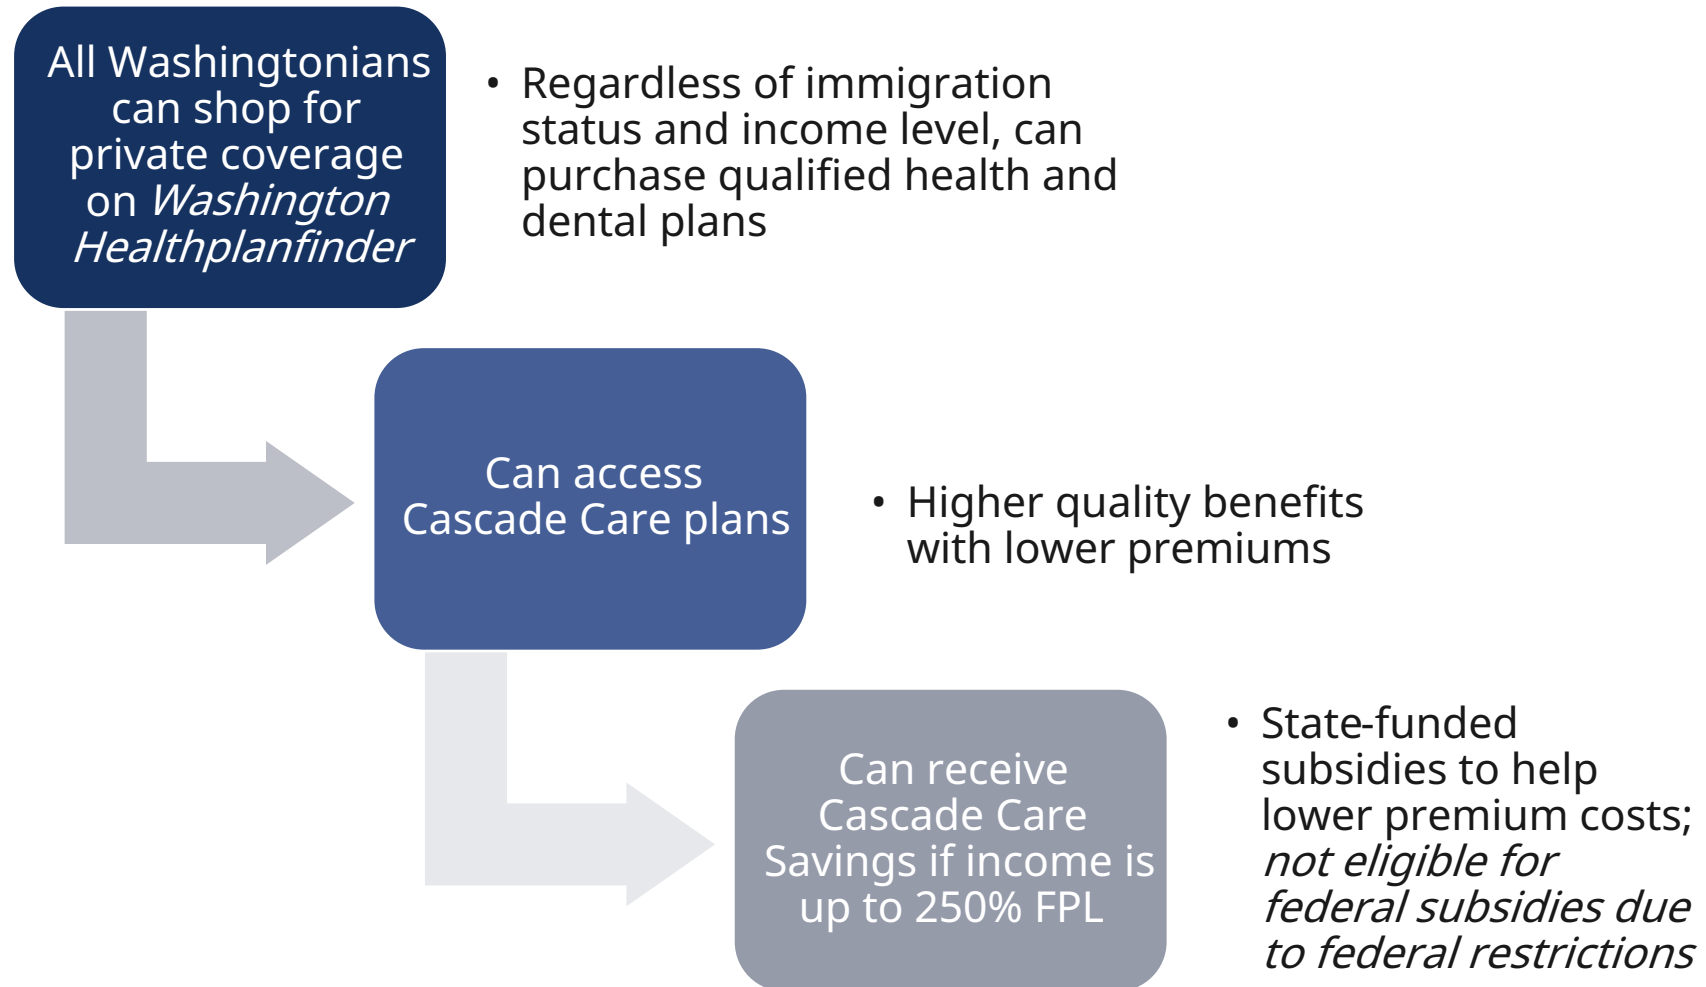 All Washingtonians
can shop for
private coverage
on Washington
Healthplanfinder
• Regardless of immigration
status and income level, can
purchase qualified health and
dental plans
Can access
Cascade Care plans
• Higher quality benefits
with lower premiums
Can receive
Cascade Care
Savings if income is
up to 250% FPL
• State-funded
subsidies to help
lower premium costs;
not eligible for
federal subsidies due
to federal restrictions